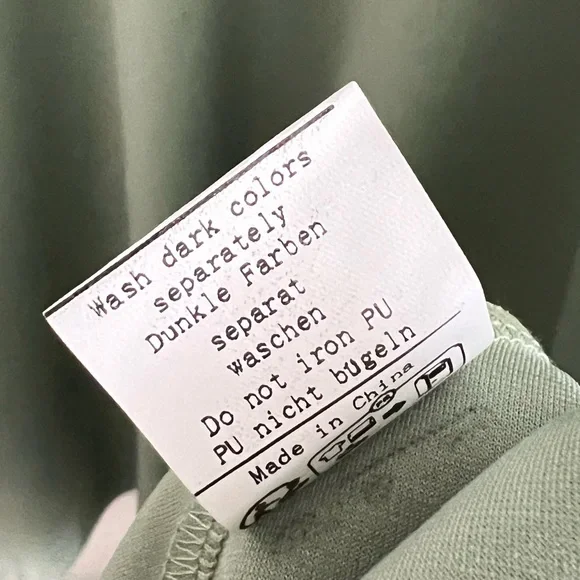 Wash dark colors
separately
Dunkle Farben
separat
waschen
Do not iron PU
PU nicht bügeln
Made in China